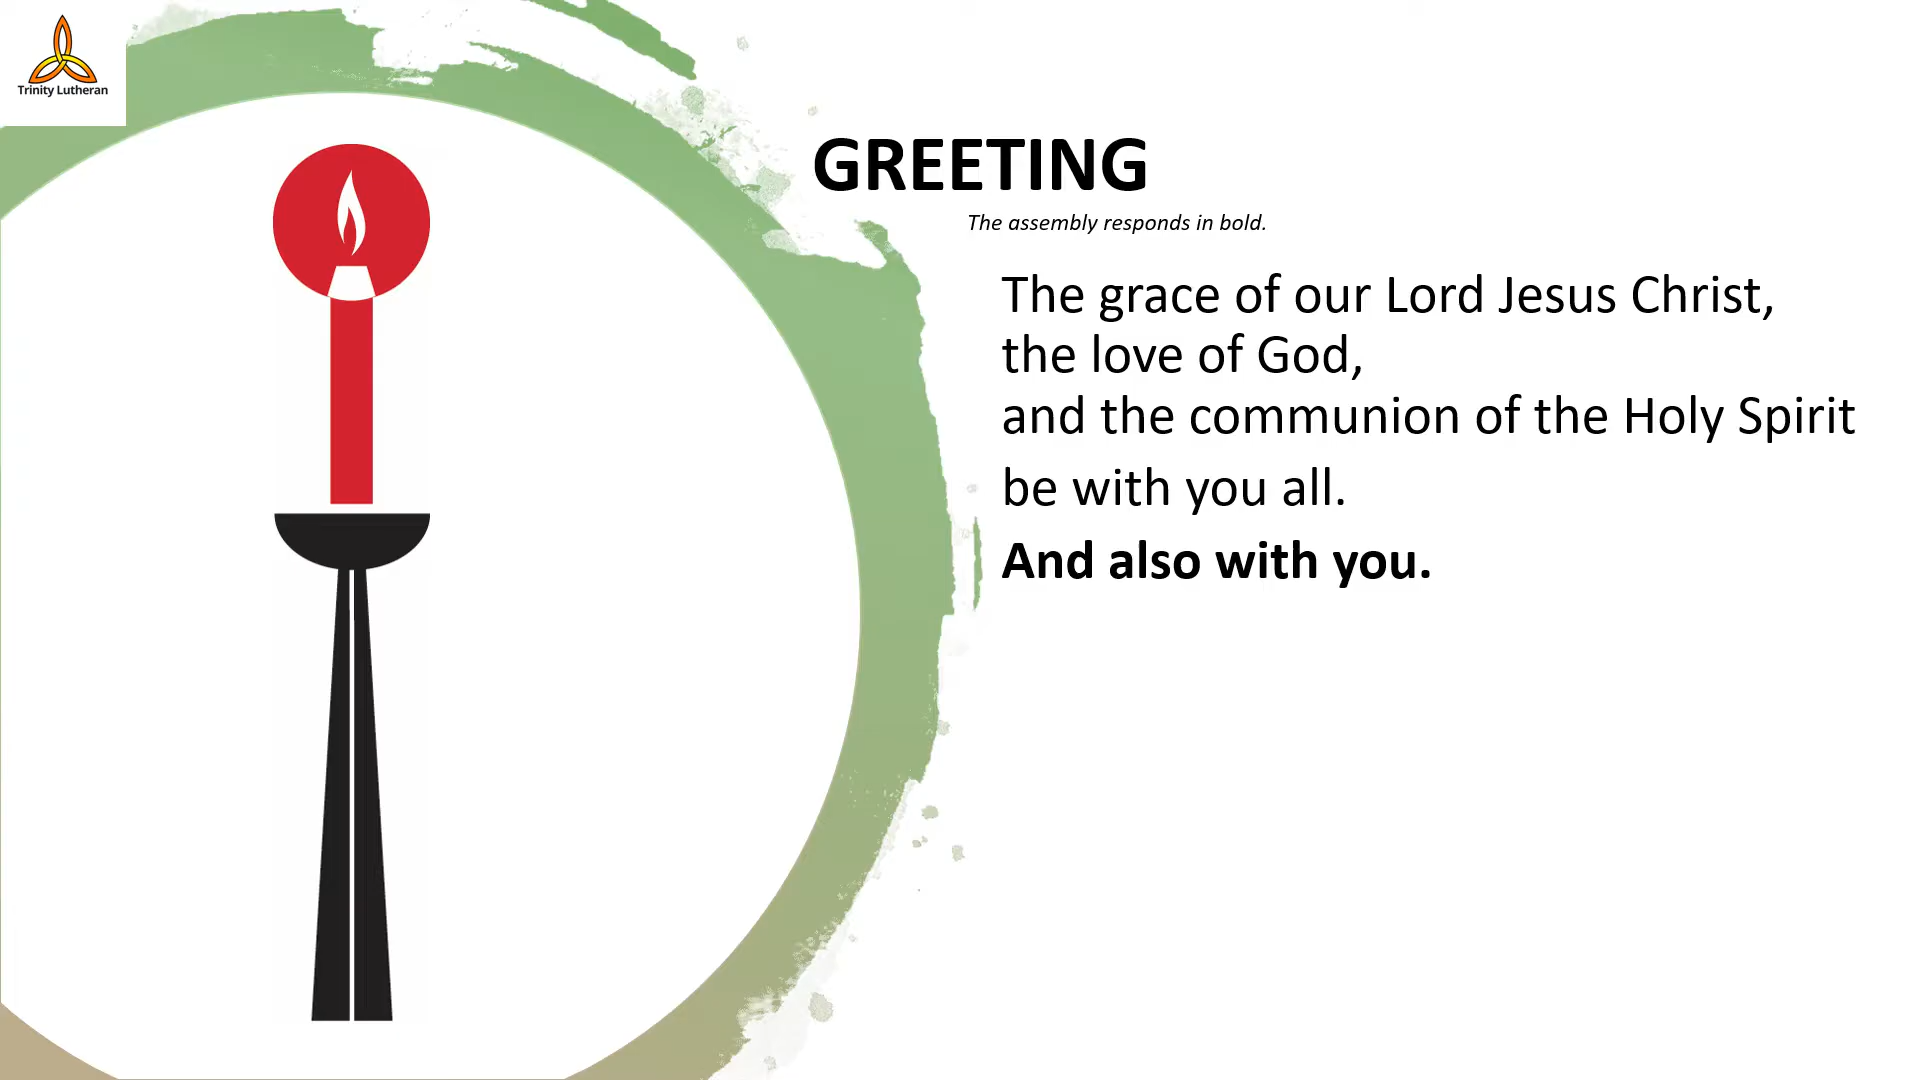 Trinity Lutheran
GREETING
The assembly responds in bold.
The grace of our Lord Jesus Christ,
the love of God,
and the communion of the Holy Spirit
be with you all.
And also with you.